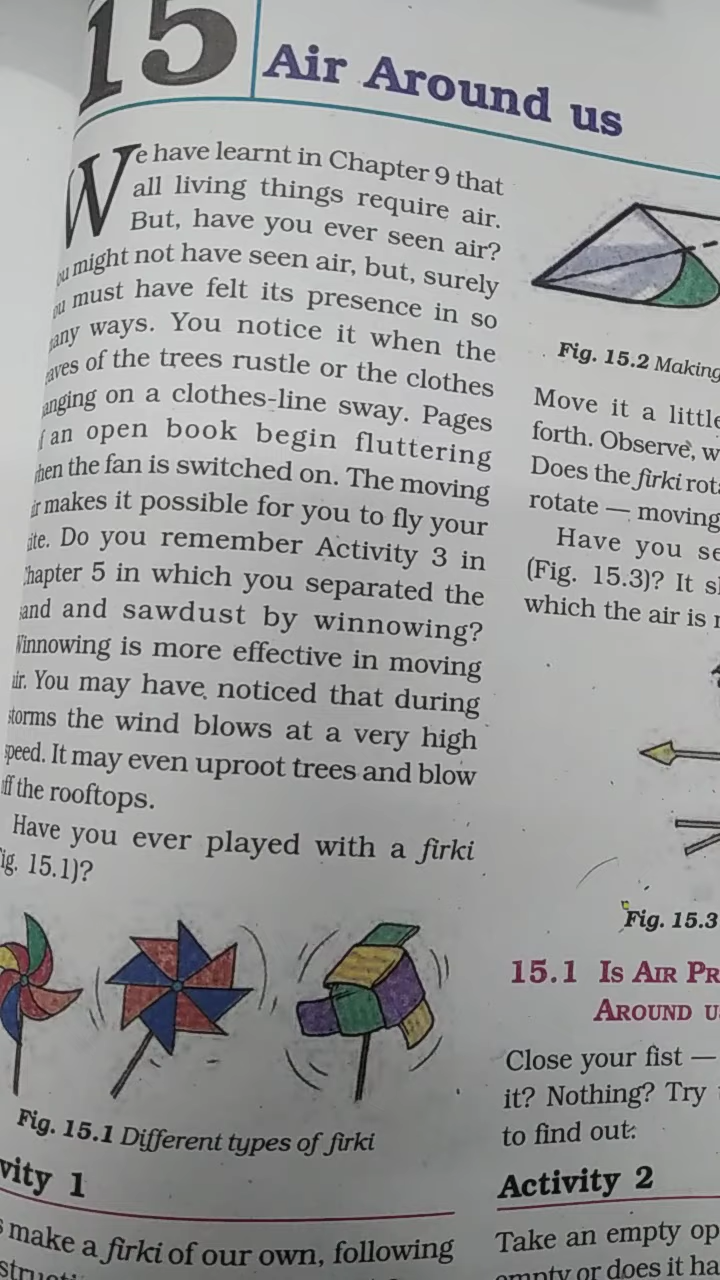 15
Air Around us
We have learnt in Chapter 9 that
all living things require air.
But, have you ever seen air?
might not have seen air, but, surely
must have felt its presence in so
ways. You notice it when the
of the trees rustle or the clothes
on a clothes-line sway. Pages
an open book begin fluttering
the fan is switched on. The moving
makes it possible for you to fly your
Do you remember Activity 3 in
Chapter 5 in which you separated the
and sawdust by winnowing?
Winnowing is more effective in moving
You may have noticed that during
the wind blows at a very high
It may even uproot trees and blow
the rooftops.
Have you ever played with a firki
15.1)?
Fig. 15.1 Different types of firki
1
make a firki of our own, following
Fig. 15.2 Making
Move it a little
forth. Observe,
Does the firki
rotate — moving
Have you
(Fig. 15.3)? It
which the air is
Fig. 15.3
15.1 IS AIR
AROUND
Close your fist —
it? Nothing? Try
to find out:
Activity 2
Take an empty
empty or does it